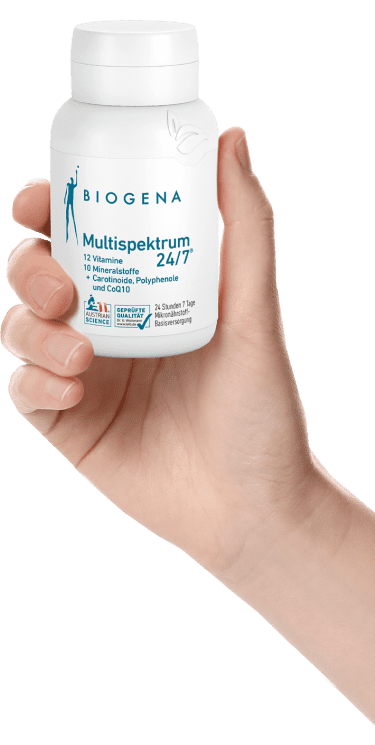 BIOGENA
Multispektrum
24/7®
12 Vitamine
10 Mineralstoffe
+ Carotinoide, Polyphenole
und CoQ10
AUSTRIAN
SCIENCE
GEPRÜFTE
QUALITÄT
24 Stunden 7 Tage
Mikronährstoff-
Basisversorgung